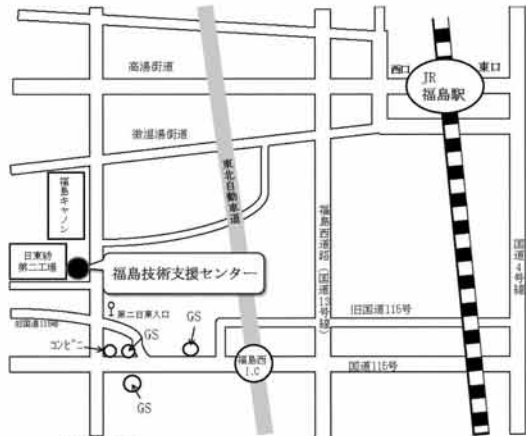 高湯街道
西口
東口
JR
福島駅
微温湯街道
東北自動車道
福島キヤノン
福島西道路(国道13号線)
国道4号線
日東紡
第二工場
福島技術支援センター
第二日東入口
旧国道115号
旧国道115号
コンビニ
GS
GS
福島西
I.C
国道115号
GS